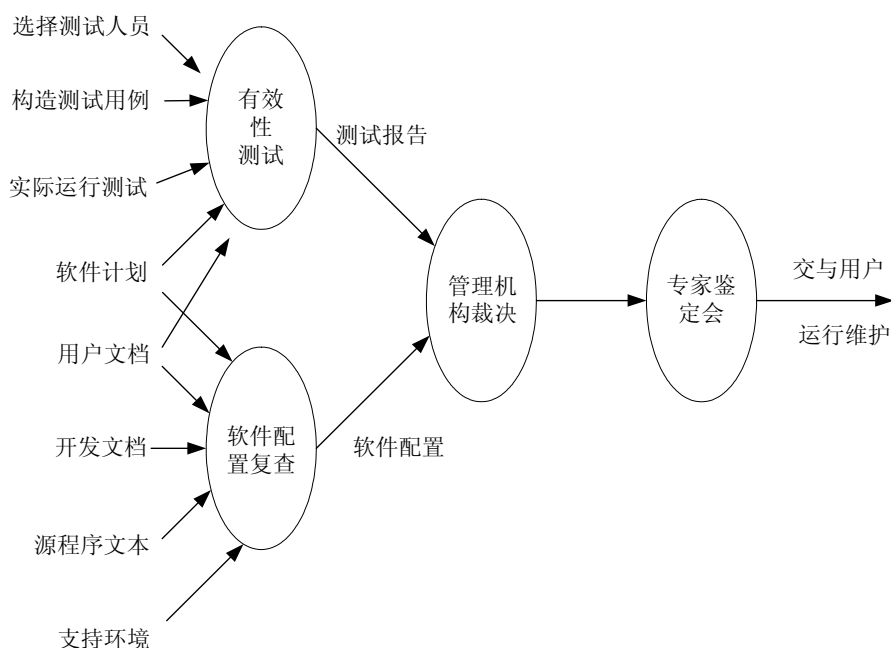 选择测试人员
构造测试用例
实际运行测试
软件计划
用户文档
开发文档
源程序文本
支持环境
有效
性
测试
软件配
置复查
测试报告
软件配置
管理机
构裁决
专家鉴
定会
交与用户
运行维护